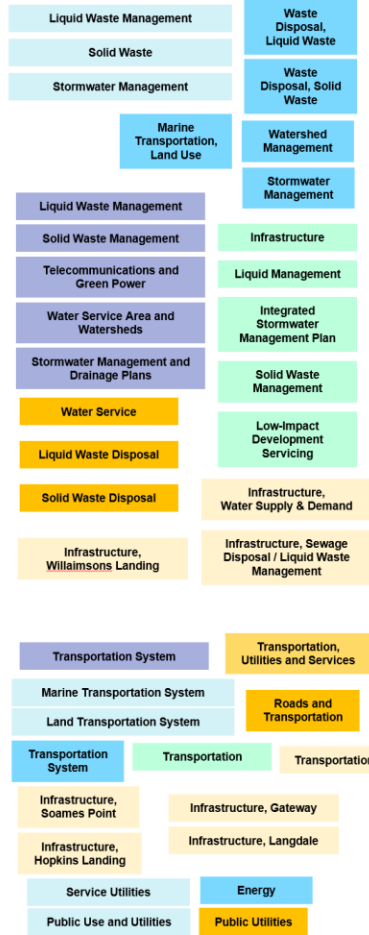 Liquid Waste Management
Solid Waste
Stormwater Management
Waste
Disposal,
Liquid Waste
Waste
Disposal, Solid
Waste
Marine
Transportation,
Land Use
Watershed
Management
Stormwater
Management
Liquid Waste Management
Solid Waste Management
Telecommunications and
Green Power
Water Service Area and
Watersheds
Stormwater Management and
Drainage Plans
Infrastructure
Liquid Management
Integrated
Stormwater
Management Plan
Solid Waste
Management
Low-Impact
Development
Servicing
Water Service
Liquid Waste Disposal
Solid Waste Disposal
Infrastructure,
Water Supply & Demand
Infrastructure,
Willaimsons Landing
Infrastructure, Sewage
Disposal / Liquid Waste
Management
Transportation System
Transportation,
Utilities and Services
Marine Transportation System
Land Transportation System
Roads and
Transportation
Transportation
System
Transportation
Transportation
Infrastructure,
Soames Point
Infrastructure, Gateway
Infrastructure,
Hopkins Landing
Infrastructure, Langdale
Service Utilities
Energy
Public Use and Utilities
Public Utilities